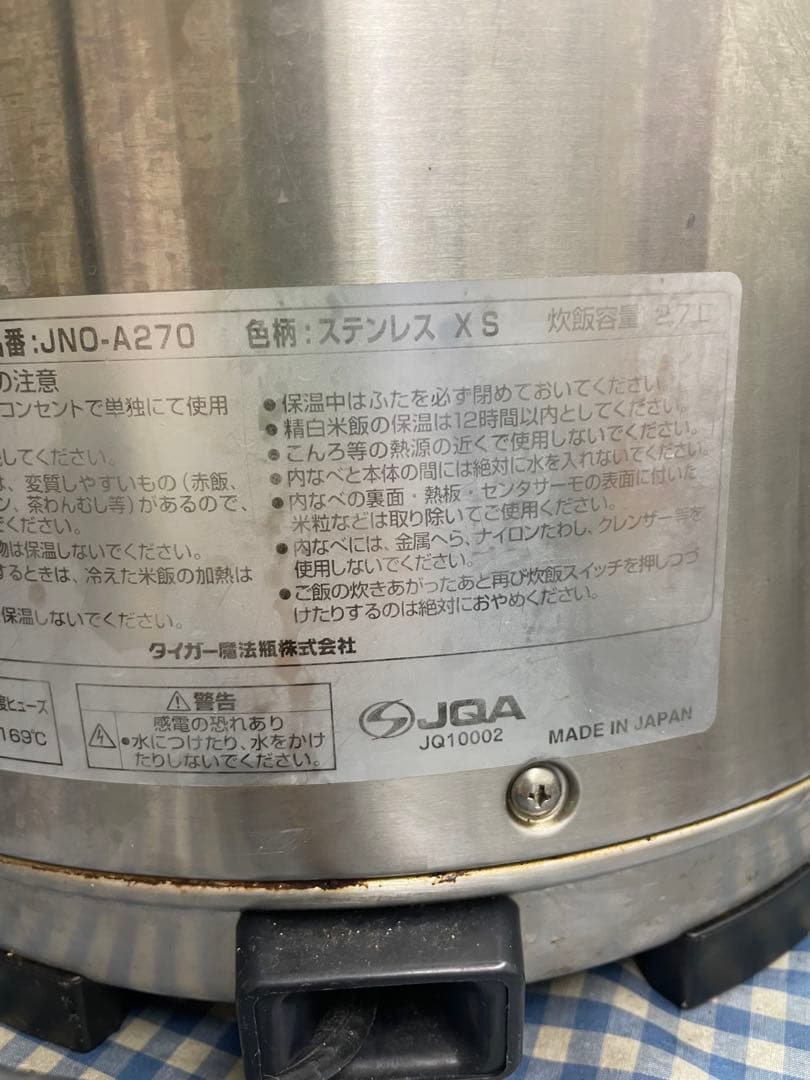 番:JNO-A270 色柄:ステンレス XS 炊飯容量 2.7L
の注意
コンセントで単独にて使用
してください。
は、変質しやすいもの(赤飯、
ン、茶わんむし等)があるので、
ください。
物は保温しないでください。
するときは、冷えた米飯の加熱は
保温しないでください。
●保温中はふたを必ず閉めておいてください。
●精白米飯の保温は12時間以内としてください。
●こんろ等の熱源の近くで使用しないでください。
●内なべと本体の間には絶対に水を入れないでください。
●内なべの裏面・熱板・センタサーモの表面に付いた
米粒などは取り除いてご使用ください。
●内なべには、金属へら、ナイロンたわし、クレンザー等を
使用しないでください。
●ご飯の炊きあがったあと再び炊飯スイッチを押しつづ
けたりするのは絶対におやめください。
タイガー魔法瓶株式会社
度ヒューズ
169℃
警告
感電の恐れあり
●水につけたり、水をかけ
たりしないでください。
JQA
JQ10002
MADE IN JAPAN